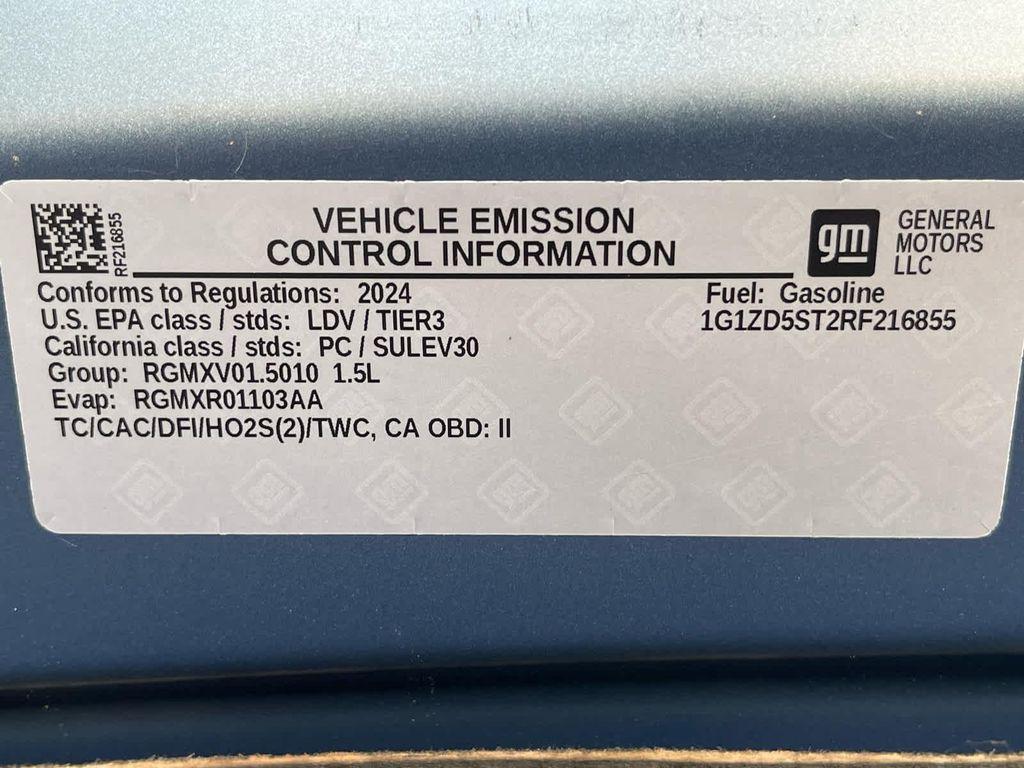 RF216855
VEHICLE EMISSION
CONTROL INFORMATION
gm
GENERAL
MOTORS
LLC
Conforms to Regulations: 2024
Fuel: Gasoline
U.S. EPA class / stds: LDV / TIER3
1G1ZD5ST2RF216855
California class / stds: PC / SULEV30
Group: RGMXV01.5010 1.5L
Evap: RGMXR01103AA
TC/CAC/DFI/HO2S(2)/TWC, CA OBD: II